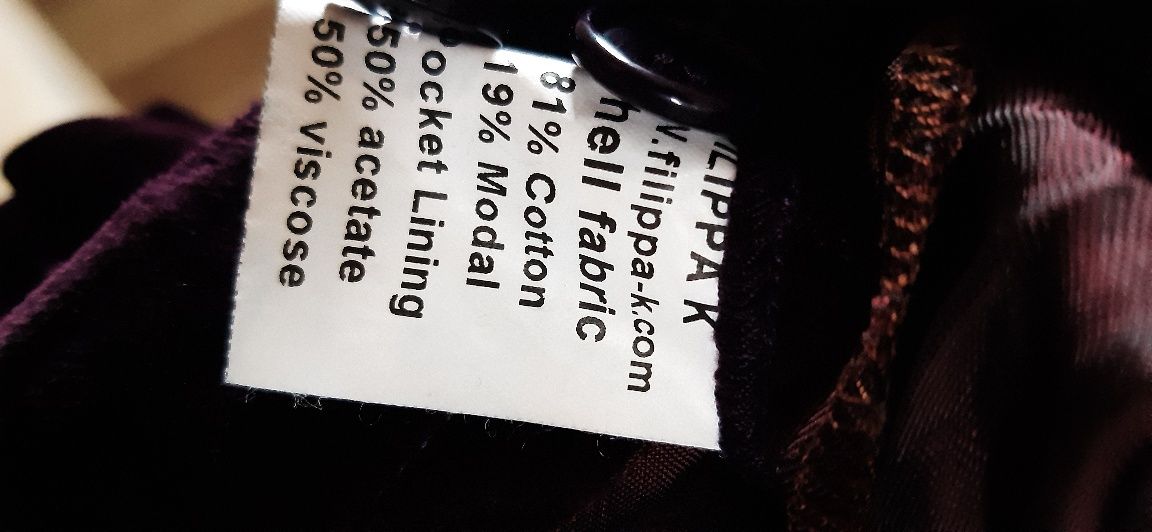 ILIPPA K
w.filippa-k.com
hell fabric
81% Cotton
19% Modal
ocket Lining
50% acetate
50% viscose